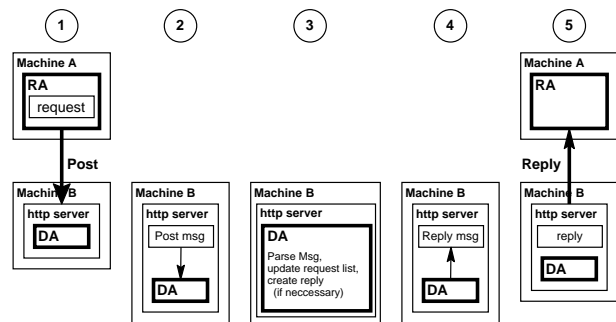 1
2
3
4
5
Machine A
RA
request
Post
Machine B
http server
DA
Machine B
http server
Post msg
DA
Machine B
http server
DA
Parse Msg,
update request list,
create reply
(if neccessary)
Machine B
http server
Reply msg
DA
Machine A
RA
Reply
Machine B
http server
reply
DA